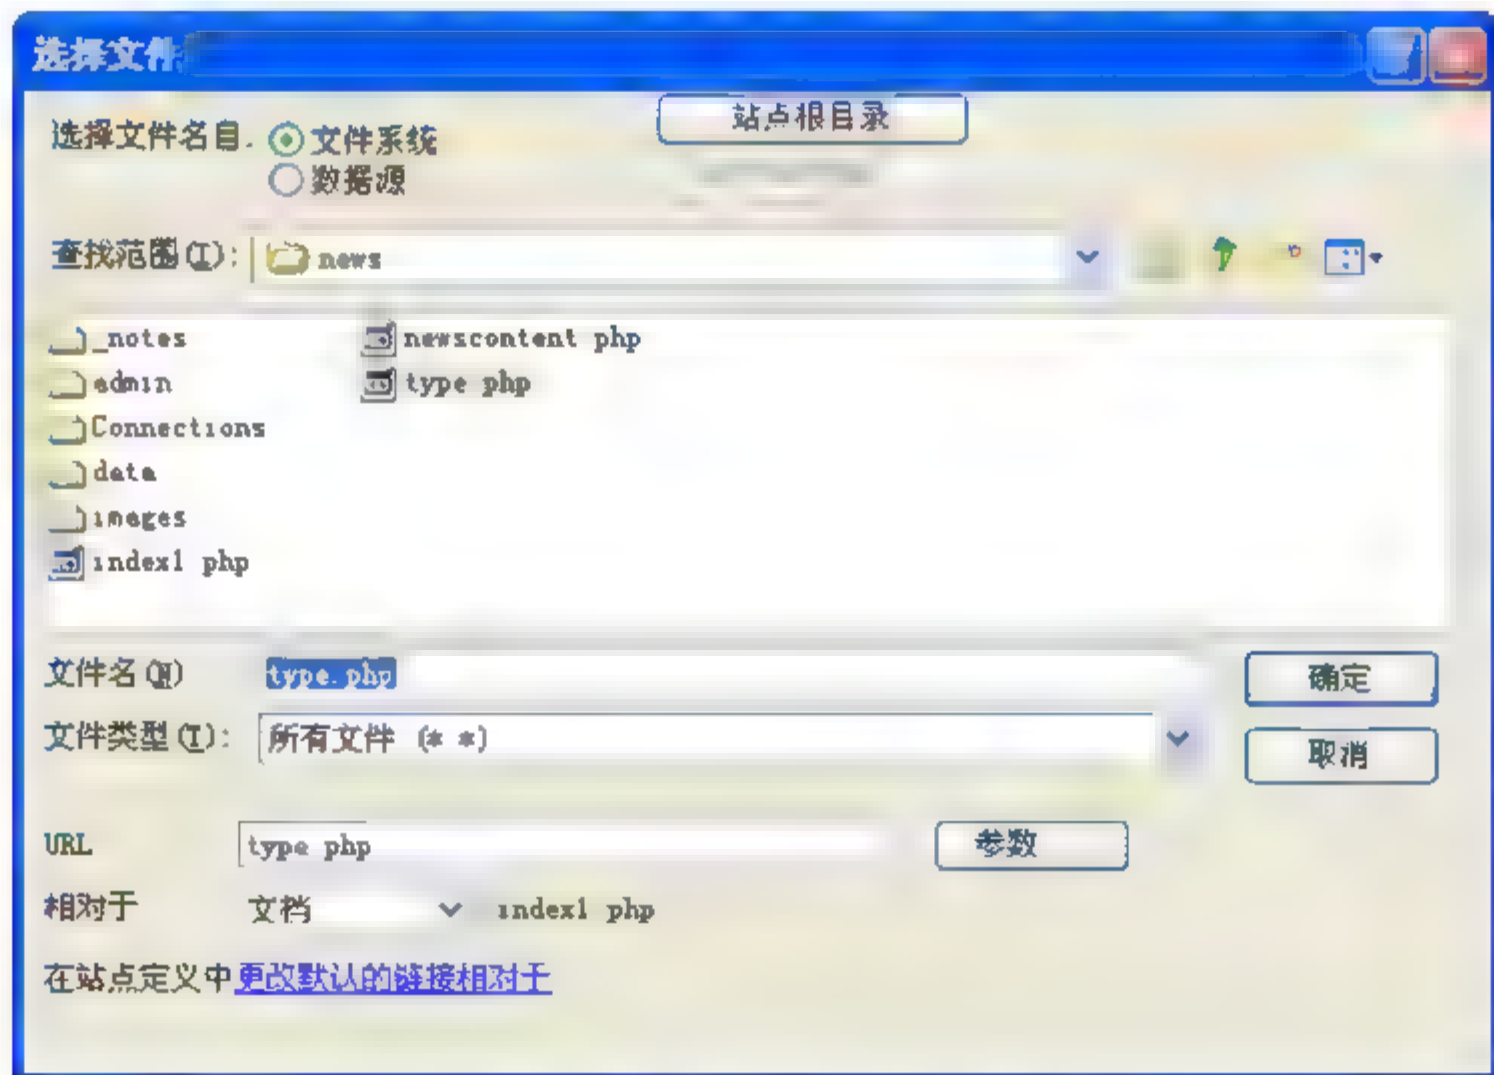 选择文件
选择文件名自. 文件系统 站点根目录
数据源
查找范围(I): news
_notes newscontent php
admin type php
Connections
data
images
index1 php
文件名(N) type.php 确定
文件类型(T): 所有文件 (* *) 取消
URL type php 参数
相对于 文档 index1 php
在站点定义中更改默认的链接相对于